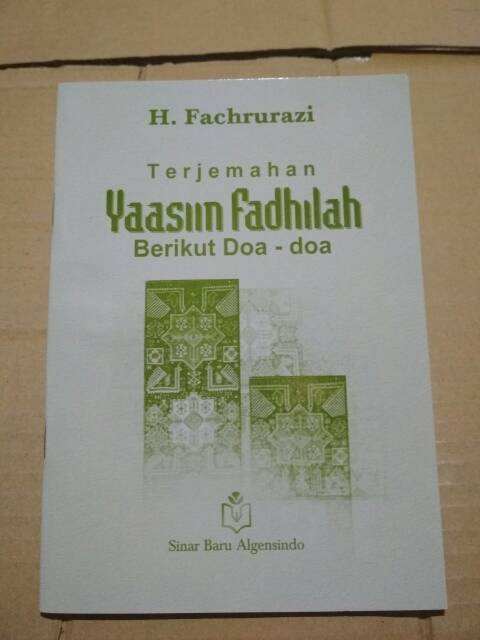 H. Fachrurazi
Terjemahan
Yaasiin Fadhilah
Berikut Doa - doa
Sinar Baru Algensindo